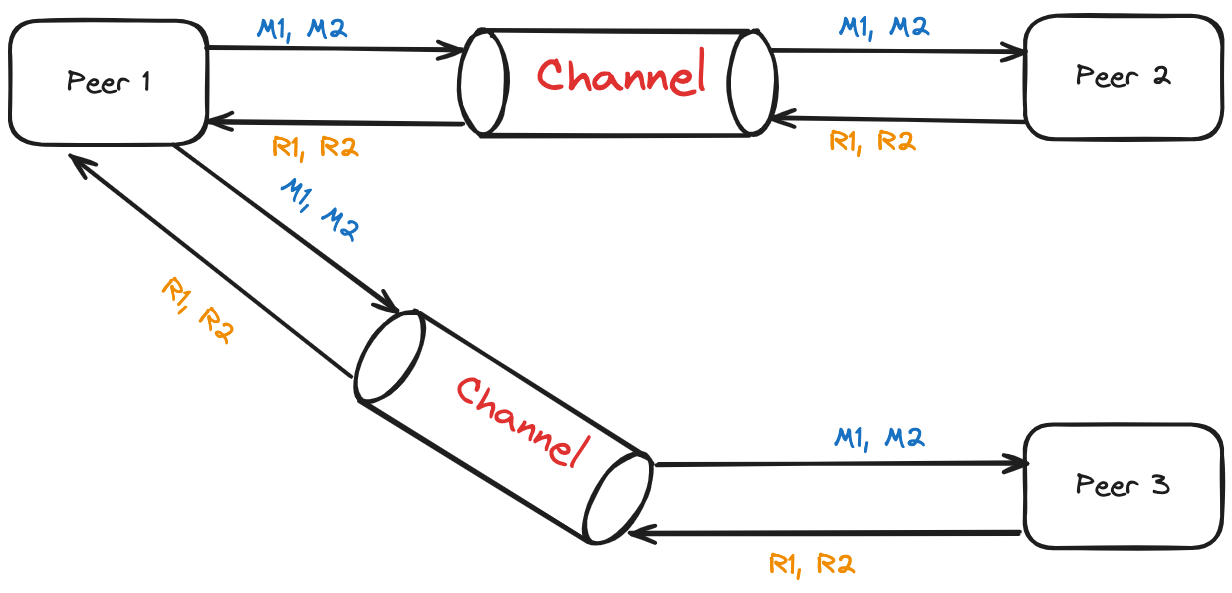 M1, M2
M1, M2
Peer 1
Channel
Peer 2
R1, R2
R1, R2
M1, M2
R1, R2
Channel
M1, M2
Peer 3
R1, R2